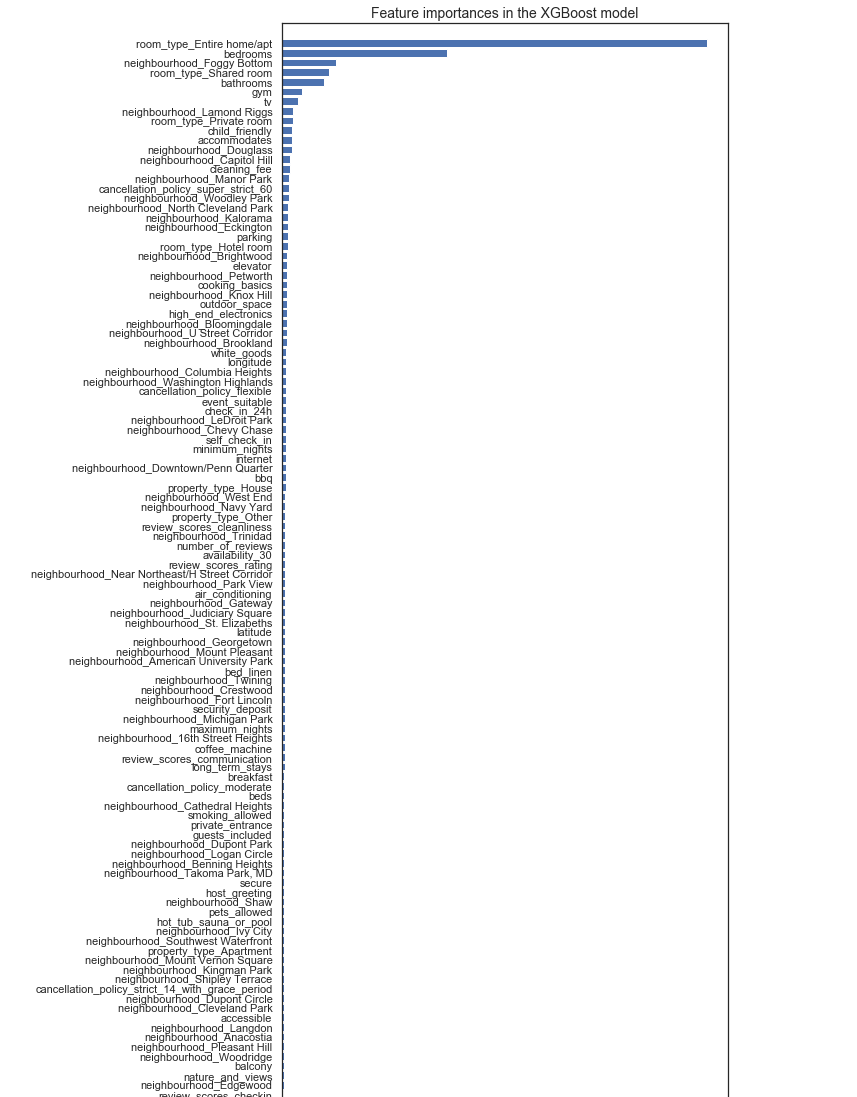 Feature importances in the XGBoost model
room_type_Entire home/apt
bedrooms
neighbourhood_Foggy Bottom
room_type_Shared room
bathrooms
gym
tv
neighbourhood_Lamond Riggs
room_type_Private room
child_friendly
accommodates
neighbourhood_Douglass
neighbourhood_Capitol Hill
cleaning_fee
neighbourhood_Manor Park
cancellation_policy_super_strict_60
neighbourhood_Woodley Park
neighbourhood_North Cleveland Park
neighbourhood_Kalorama
neighbourhood_Eckington
parking
room_type_Hotel room
neighbourhood_Brightwood
elevator
neighbourhood_Petworth
cooking_basics
neighbourhood_Knox Hill
outdoor_space
high_end_electronics
neighbourhood_Bloomingdale
neighbourhood_U Street Corridor
neighbourhood_Brookland
white_goods
longitude
neighbourhood_Columbia Heights
neighbourhood_Washington Highlands
cancellation_policy_flexible
event_suitable
check_in_24h
neighbourhood_LeDroit Park
neighbourhood_Chevy Chase
self_check_in
minimum_nights
internet
neighbourhood_Downtown/Penn Quarter
bbq
property_type_House
neighbourhood_West End
neighbourhood_Navy Yard
property_type_Other
review_scores_cleanliness
neighbourhood_Trinidad
number_of_reviews
availability_30
review_scores_rating
neighbourhood_Near Northeast/H Street Corridor
neighbourhood_Park View
air_conditioning
neighbourhood_Gateway
neighbourhood_Judiciary Square
neighbourhood_St. Elizabeths
latitude
neighbourhood_Georgetown
neighbourhood_Mount Pleasant
neighbourhood_American University Park
bed_linen
neighbourhood_Twining
neighbourhood_Crestwood
neighbourhood_Fort Lincoln
security_deposit
neighbourhood_Michigan Park
maximum_nights
neighbourhood_16th Street Heights
coffee_machine
review_scores_communication
long_term_stays
breakfast
cancellation_policy_moderate
beds
neighbourhood_Cathedral Heights
smoking_allowed
private_entrance
guests_included
neighbourhood_Dupont Park
neighbourhood_Logan Circle
neighbourhood_Benning Heights
neighbourhood_Takoma Park, MD
secure
host_greeting
neighbourhood_Shaw
pets_allowed
hot_tub_sauna_or_pool
neighbourhood_Ivy City
neighbourhood_Southwest Waterfront
property_type_Apartment
neighbourhood_Mount Vernon Square
neighbourhood_Kingman Park
neighbourhood_Shipley Terrace
cancellation_policy_strict_14_with_grace_period
neighbourhood_Dupont Circle
neighbourhood_Cleveland Park
accessible
neighbourhood_Langdon
neighbourhood_Anacostia
neighbourhood_Pleasant Hill
neighbourhood_Woodridge
balcony
nature_and_views
neighbourhood_Edgewood
review_scores_checkin